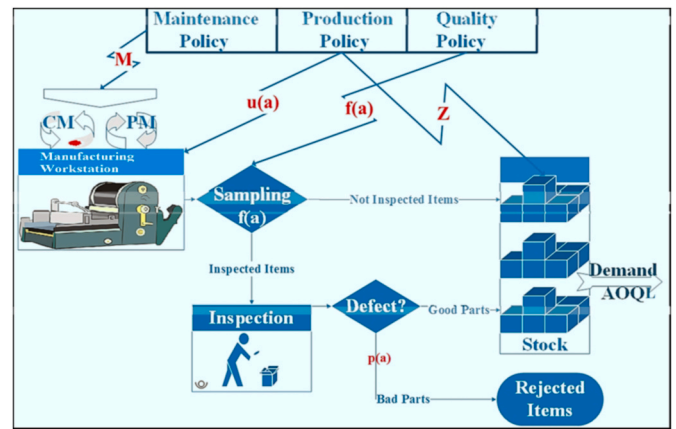 Maintenance
Policy
Production
Policy
Quality
Policy
M
u(a)
f(a)
Z
CM
PM
Manufacturing
Workstation
Sampling
f(a)
Not Inspected Items
Inspected Items
Inspection
Defect?
Good Parts
p(a)
Bad Parts
Rejected
Items
Stock
Demand
AOQL